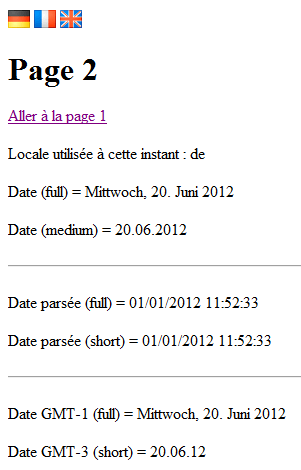 Page 2
Aller à la page 1
Locale utilisée à cette instant : de
Date (full) = Mittwoch, 20. Juni 2012
Date (medium) = 20.06.2012
Date parsée (full) = 01/01/2012 11:52:33
Date parsée (short) = 01/01/2012 11:52:33
Date GMT-1 (full) = Mittwoch, 20. Juni 2012
Date GMT-3 (short) = 20.06.12